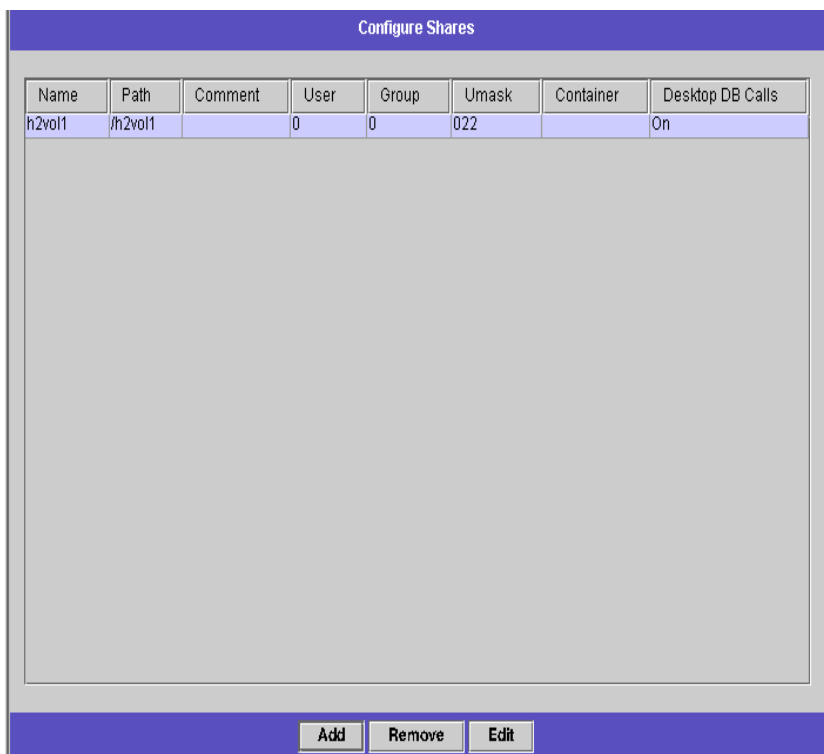 Configure Shares
Name Path Comment User Group Umask Container Desktop DB Calls
h2vol1 /h2vol1 0 0 022 On
Add Remove Edit